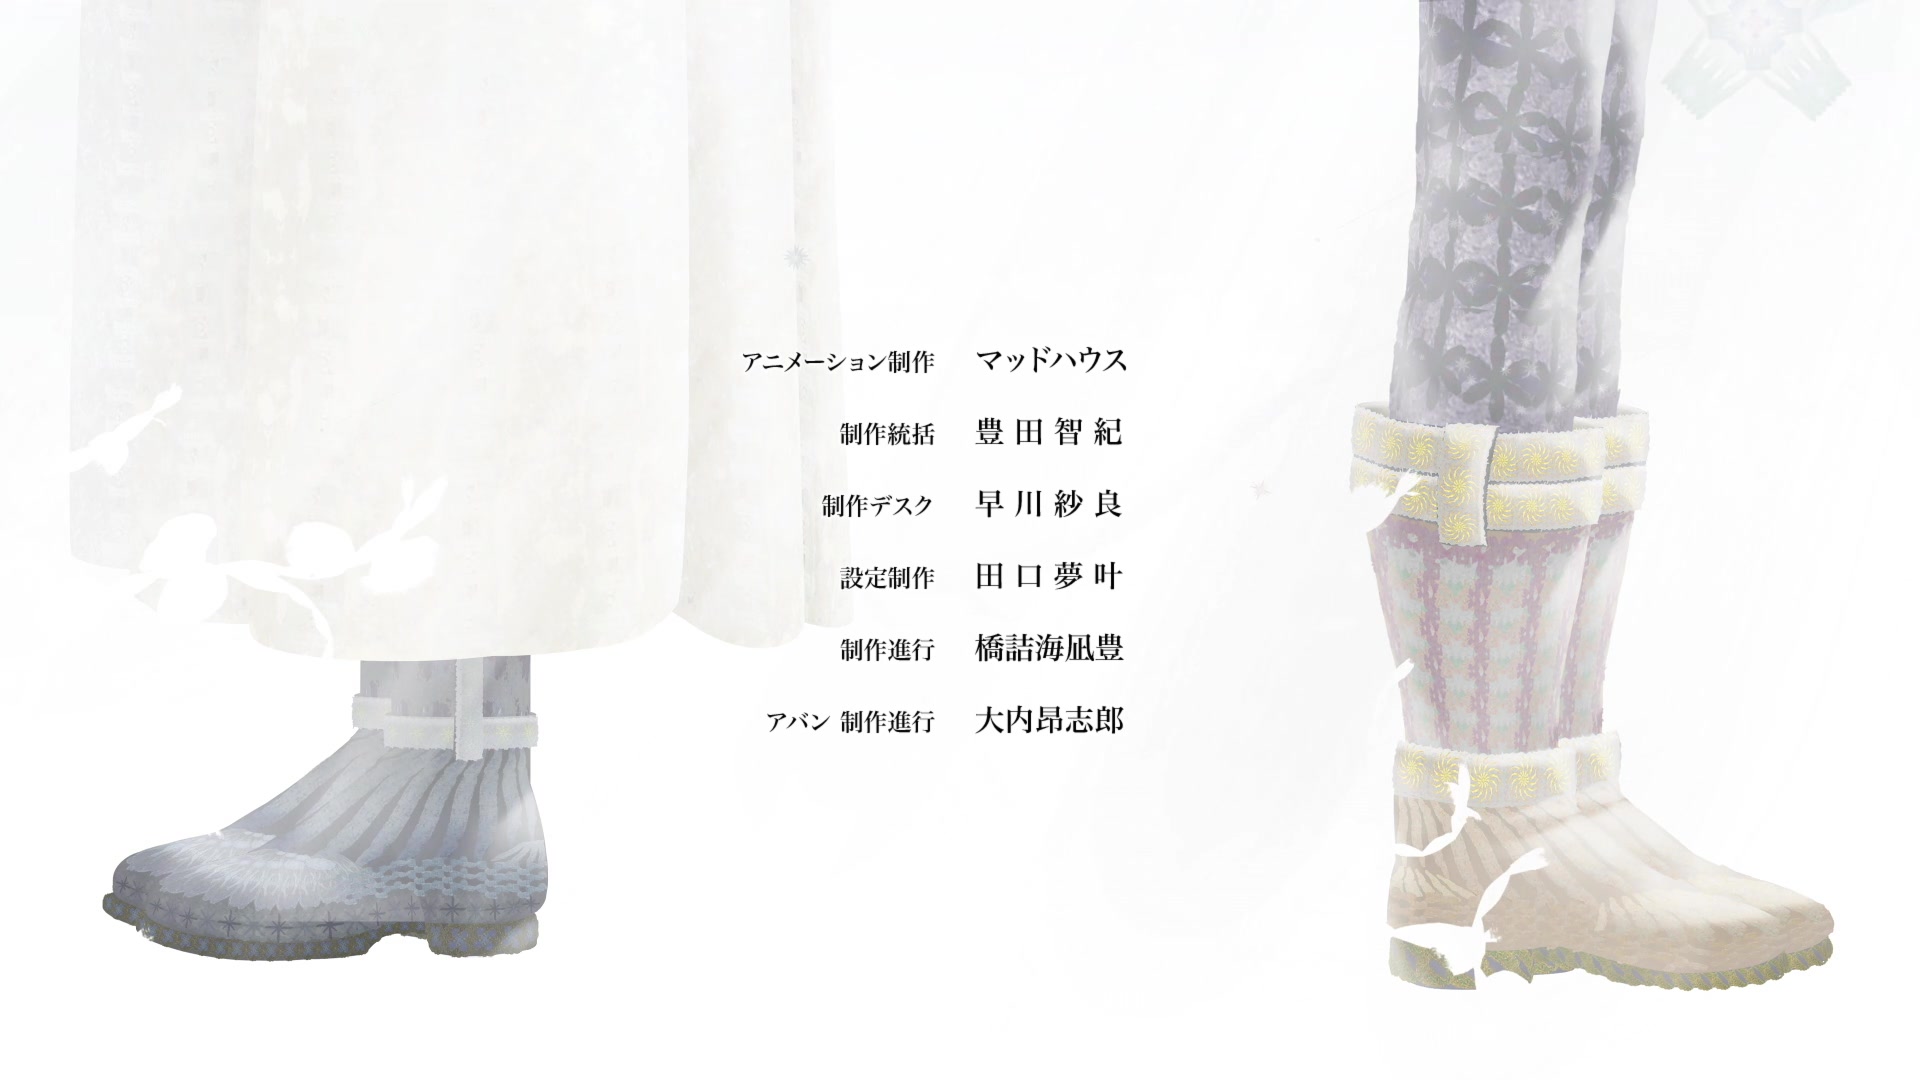 アニメーション制作 マッドハウス
制作統括 豊田智紀
制作デスク 早川紗良
設定制作 田口夢叶
制作進行 橋詰海凪豊
アバン 制作進行 大内昂志郎